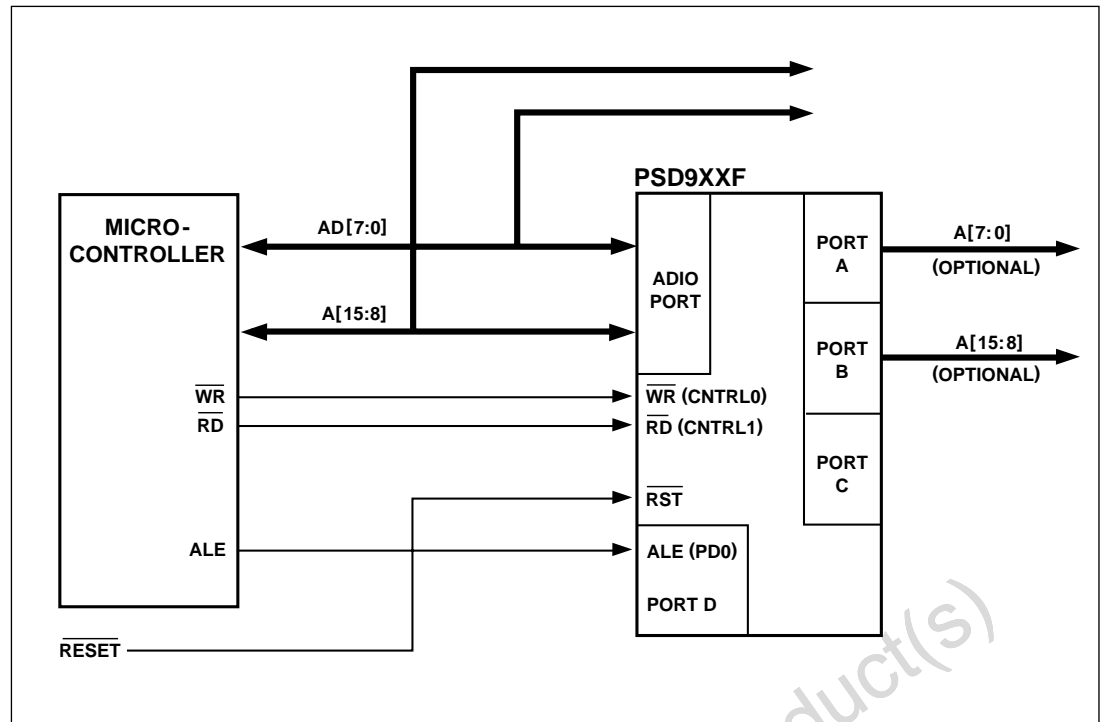 PSD9XXF
MICRO-
CONTROLLER
AD[7:0]
A[15:8]
WR
RD
ALE
RESET
ADIO
PORT
WR (CNTRL0)
RD (CNTRL1)
RST
ALE (PD0)
PORT D
PORT
A
PORT
B
PORT
C
A[7:0]
(OPTIONAL)
A[15:8]
(OPTIONAL)
duct(s)